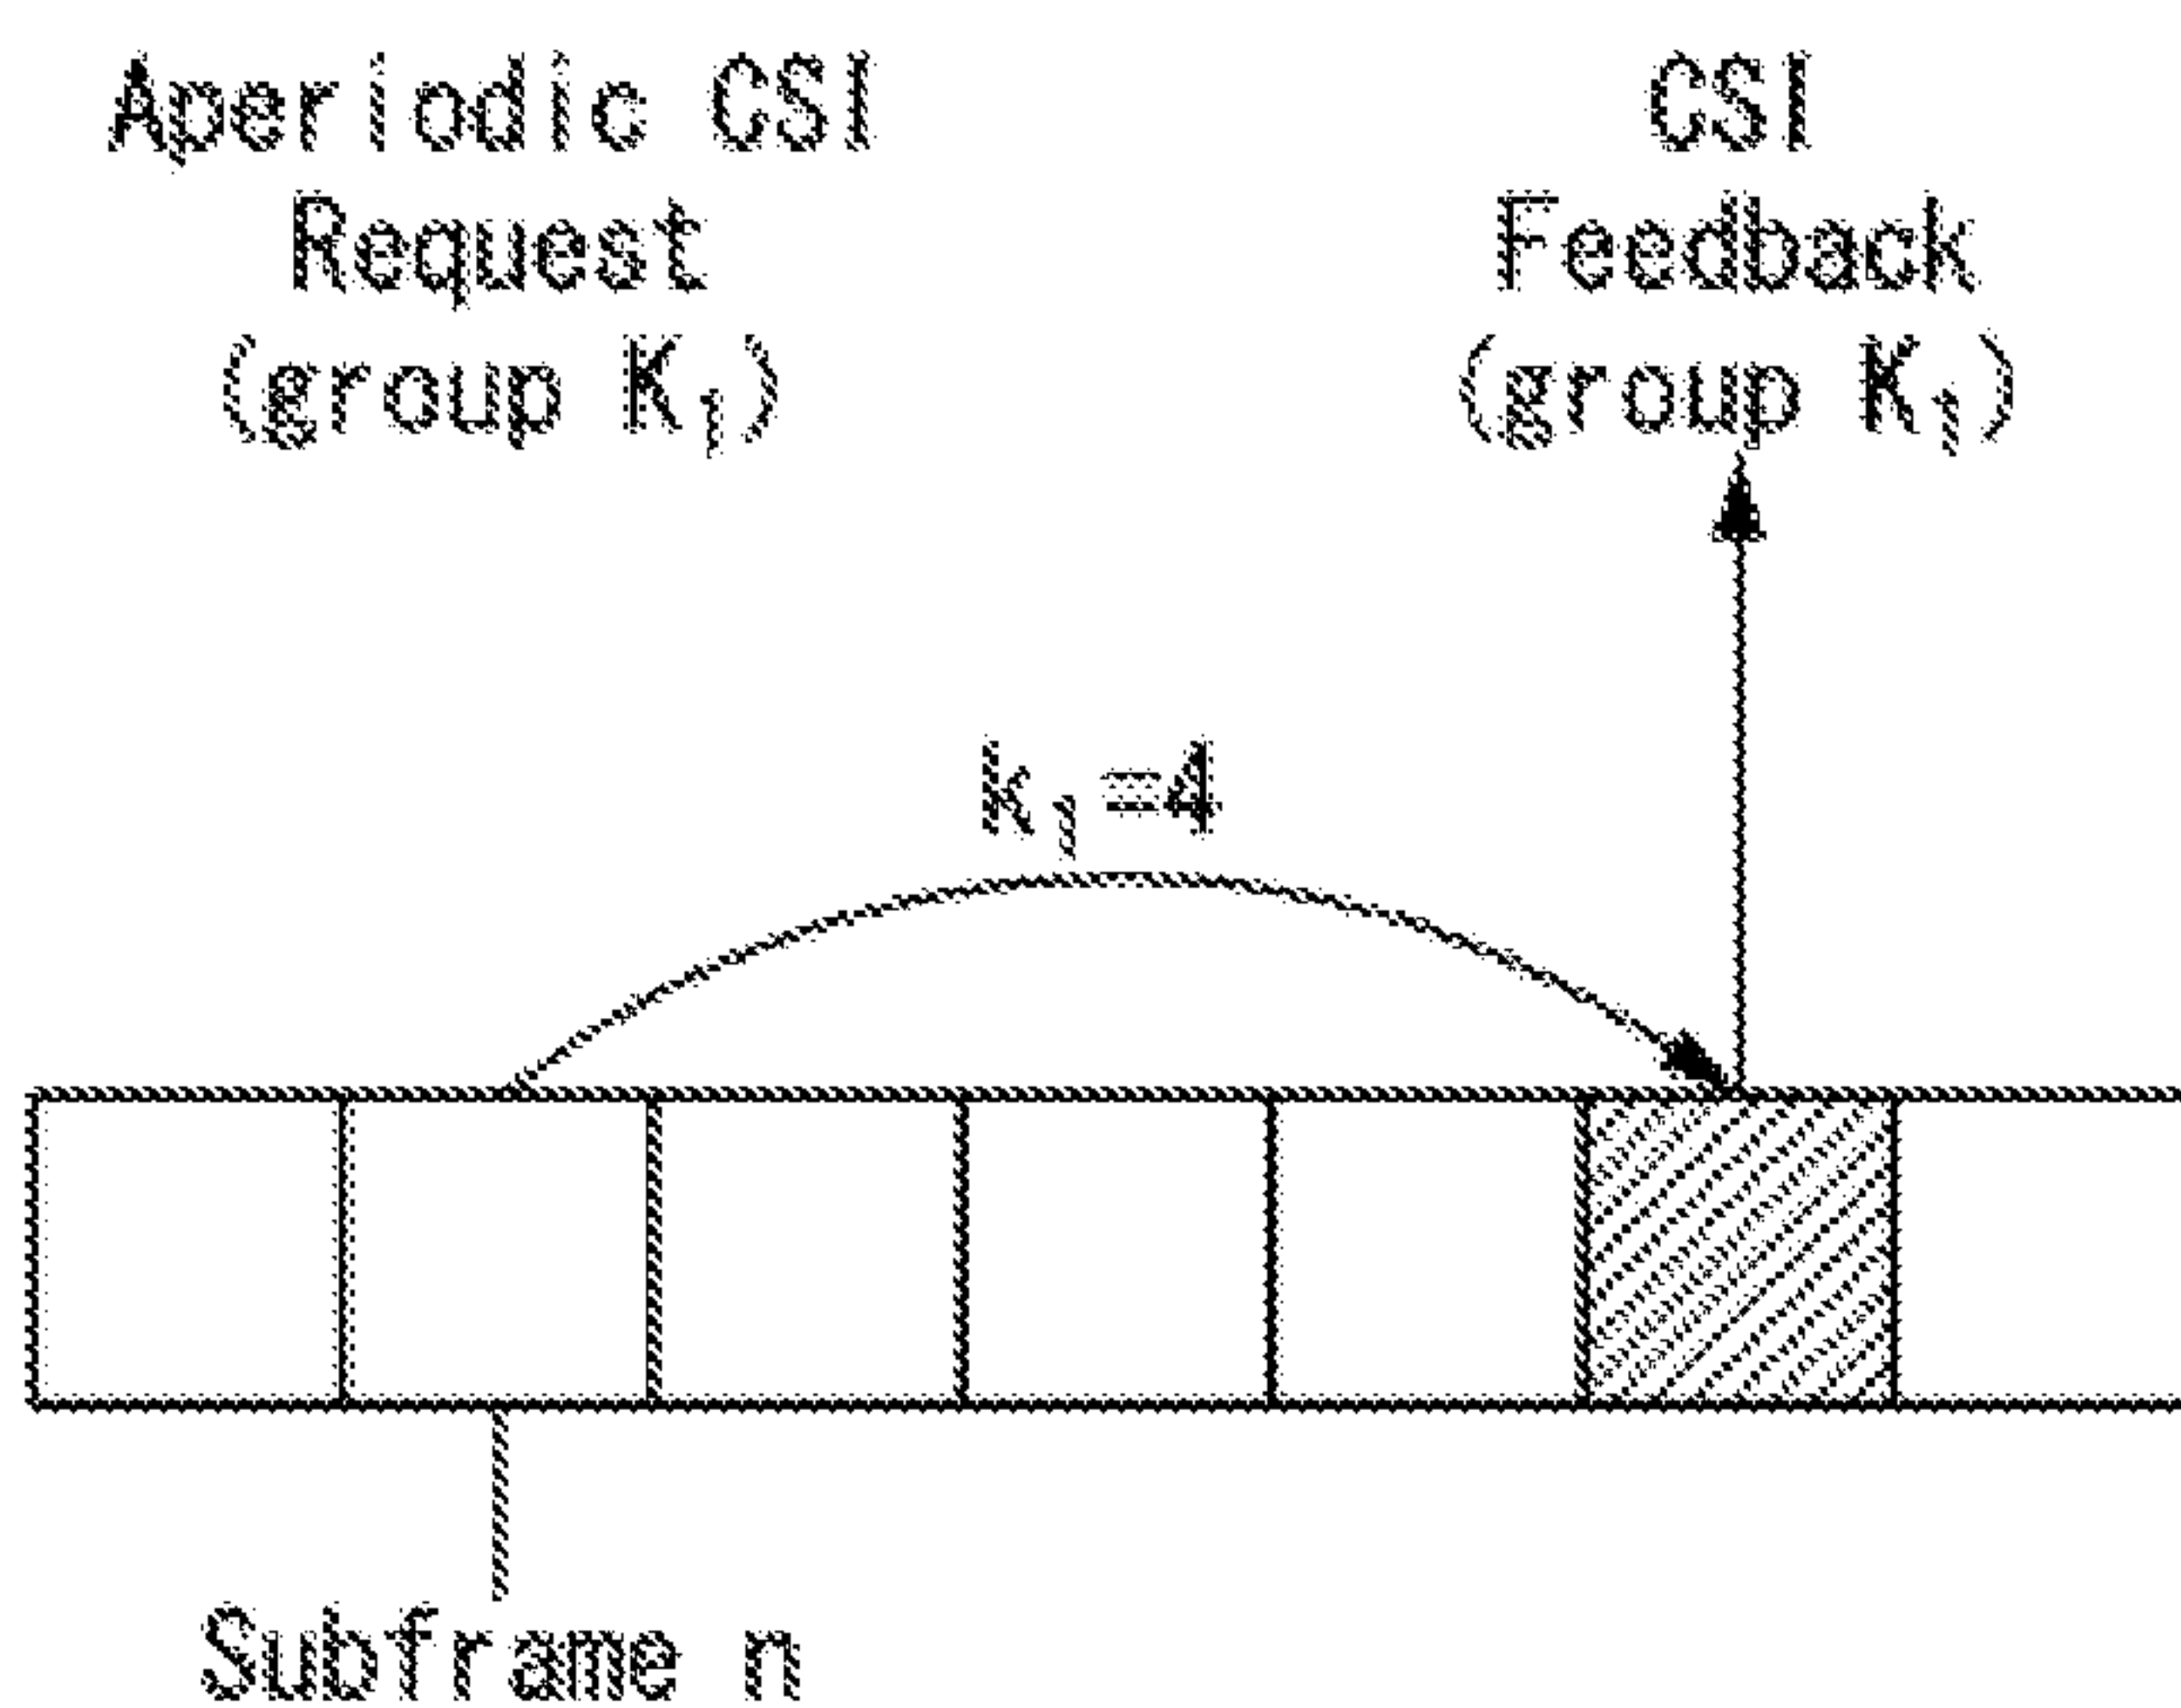 Aperiodic CSI
Request
(group K₁)
CSI
Feedback
(group K₁)
k₁=4
Subframe n